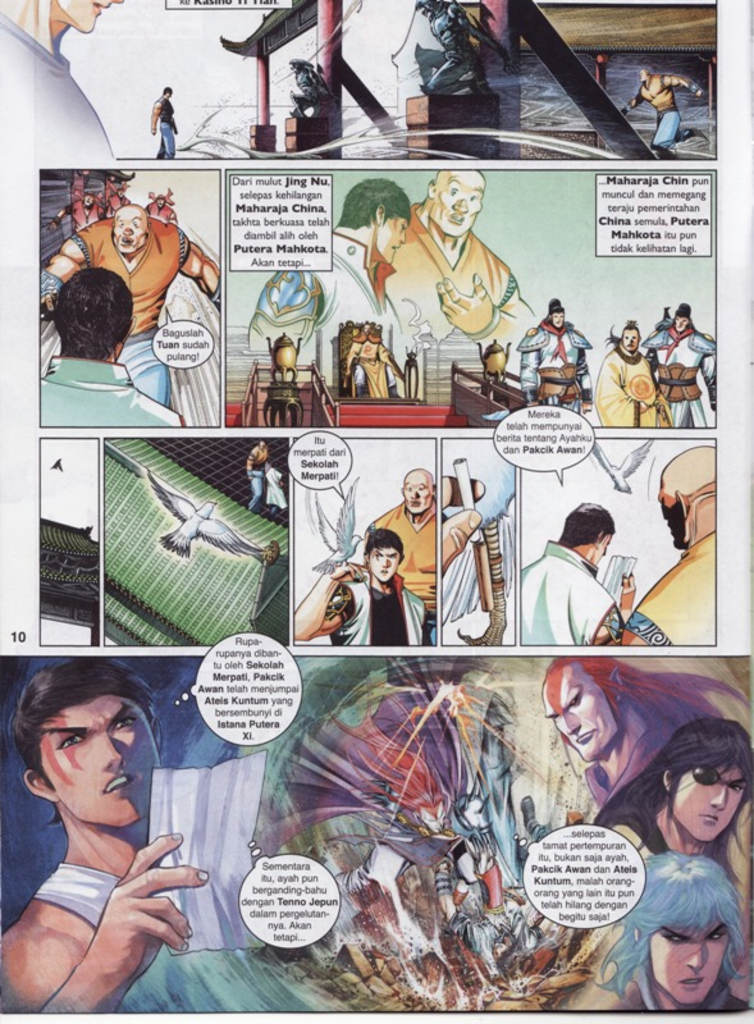 ke Kasino Yi Tian.
Dari mulut Jing Nu,
selepas kehilangan
Maharaja China,
takhta berkuasa telah
diambil alih oleh
Putera Mahkota.
Akan tetapi...
...Maharaja Chin pun
muncul dan memegang
teraju pemerintahan
China semula, Putera
Mahkota itu pun
tidak kelihatan lagi.
Baguslah
Tuan sudah
pulang!
Itu
merpati dari
Sekolah
Merpati!
Mereka
telah mempunyai
berita tentang Ayahku
dan Pakcik Awan!
10
Rupa-
rupanya diban-
tu oleh Sekolah
Merpati, Pakcik
Awan telah menjumpai
Ateis Kuntum yang
bersembunyi di
Istana Putera
Xi.
Sementara
itu, ayah pun
berganding-bahu
dengan Tenno Jepun
dalam pergelutan-
nya. Akan
tetapi...
...selepas
tamat pertempuran
itu, bukan saja ayah,
Pakcik Awan dan Ateis
Kuntum, malah orang-
orang yang lain itu pun
telah hilang dengan
begitu saja!